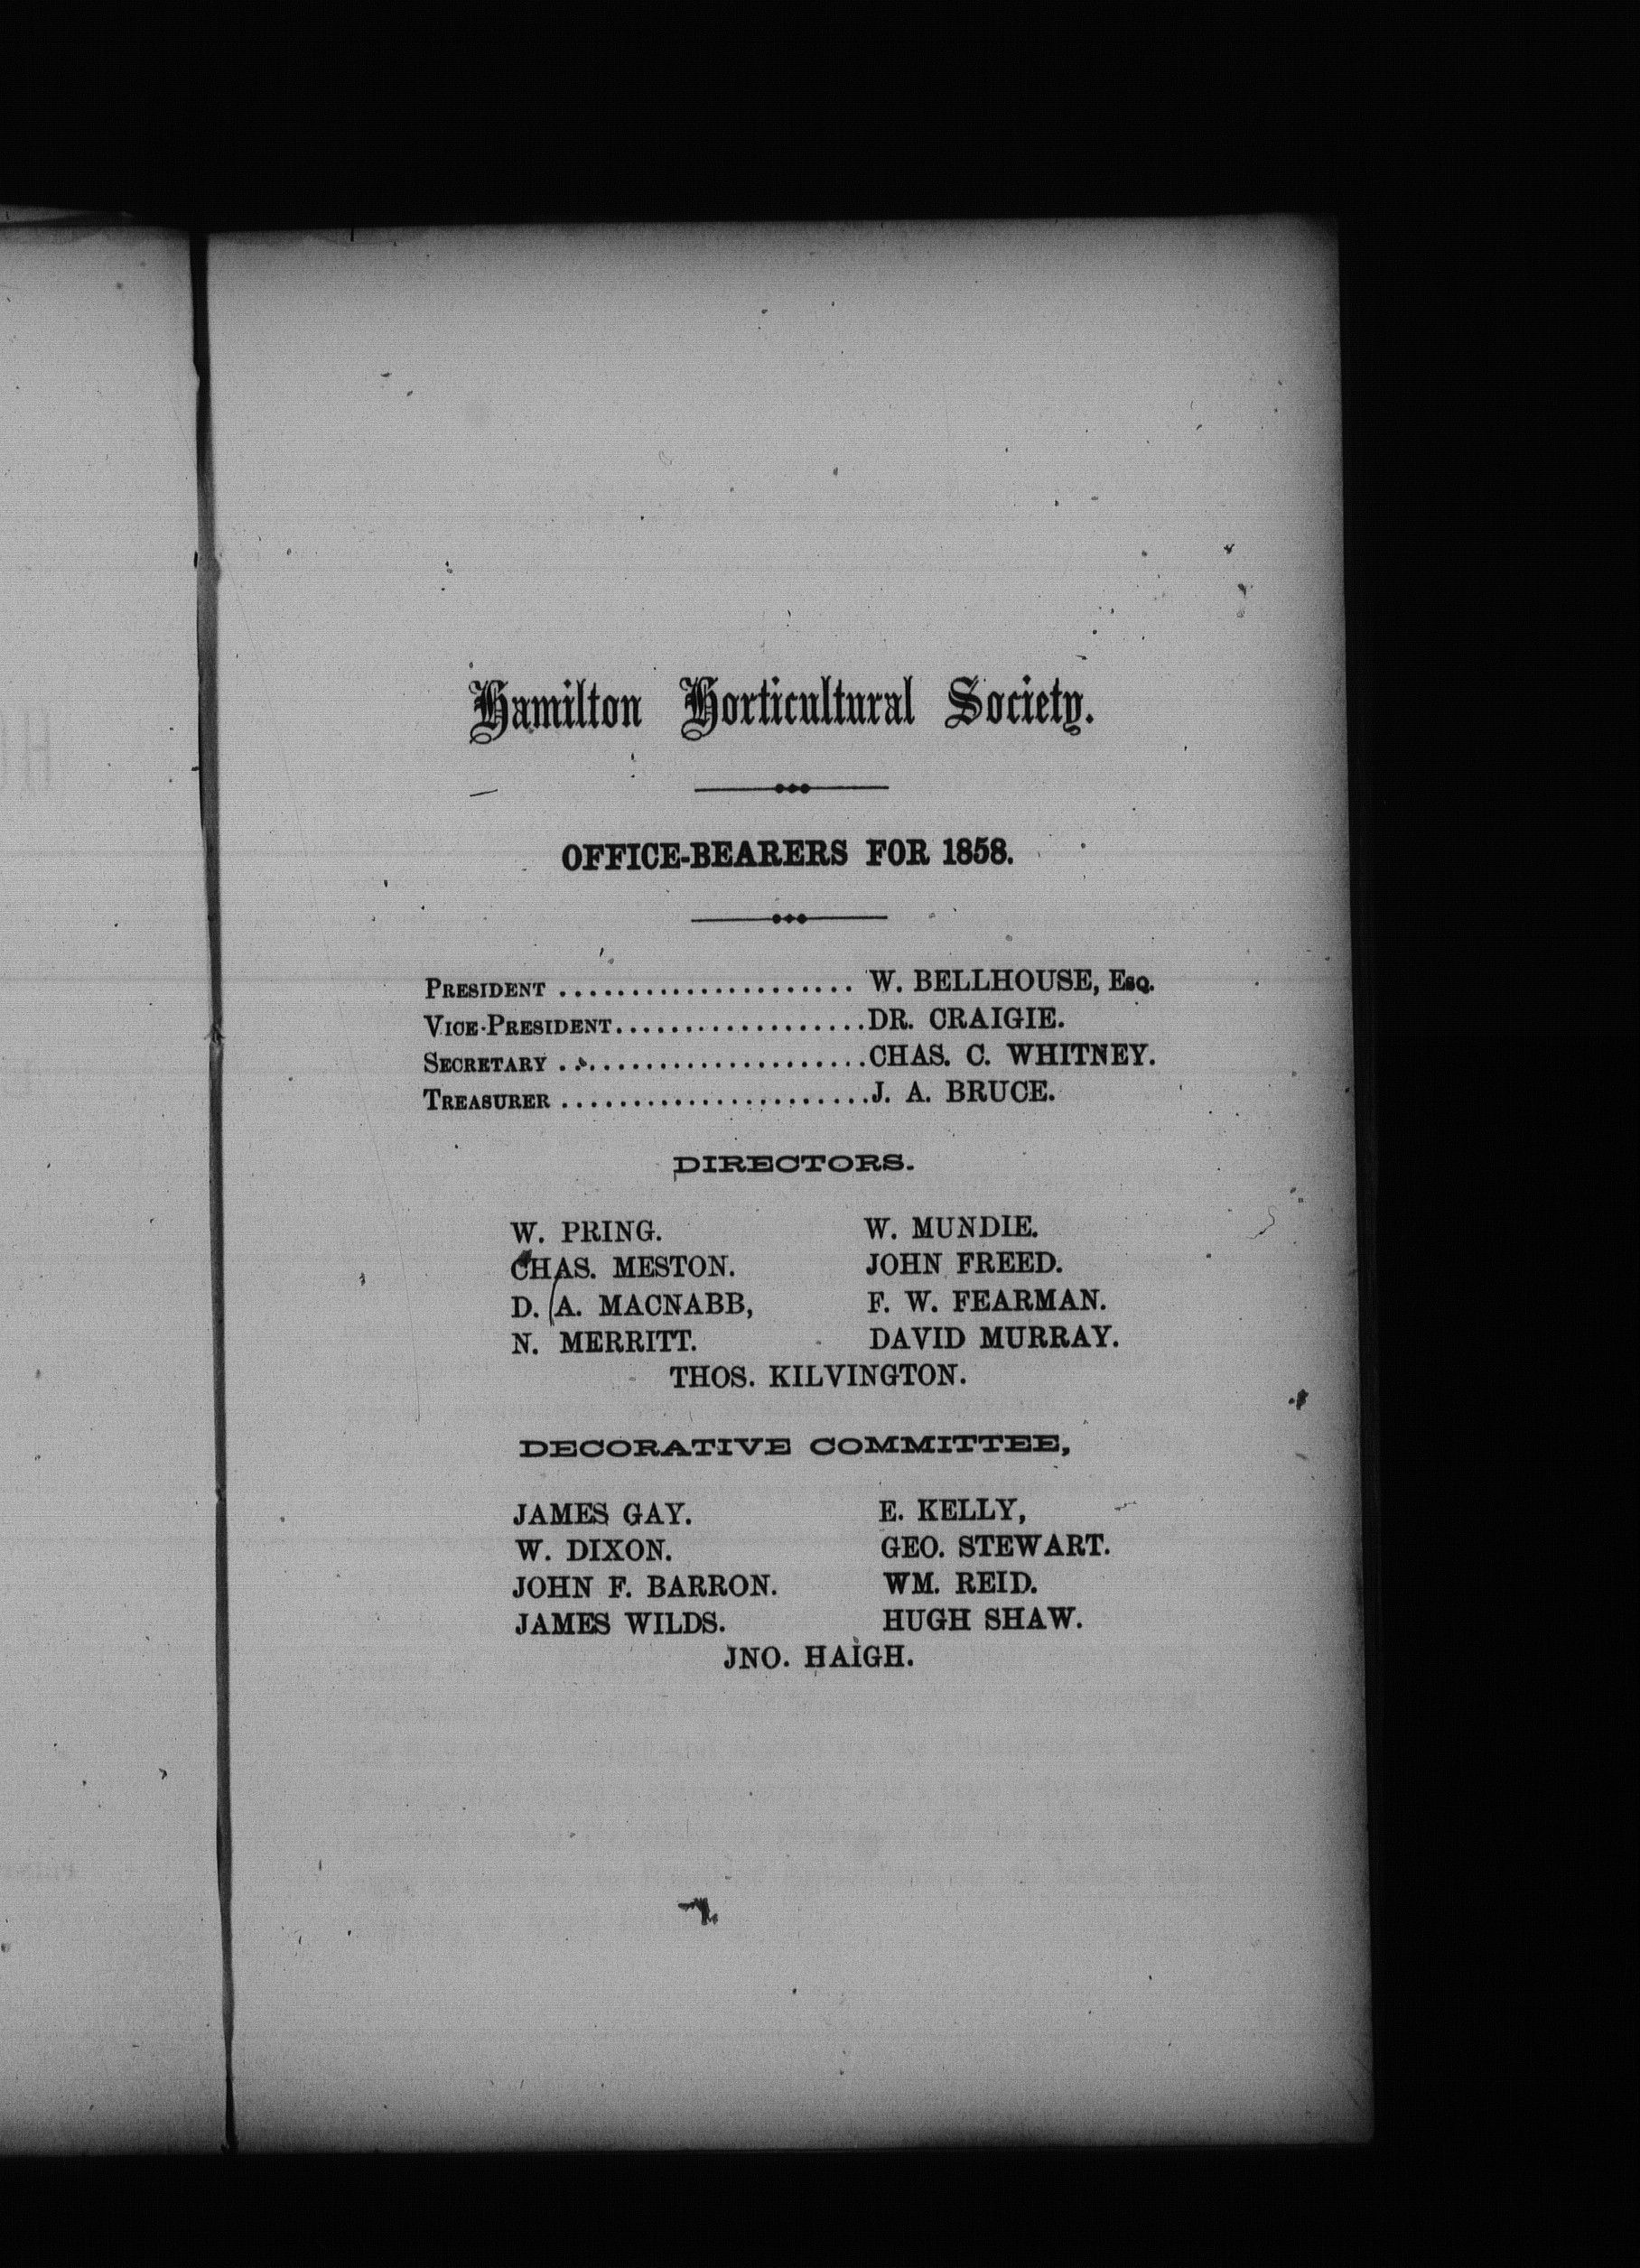 Hamilton Horticultural Society.
OFFICE-BEARERS FOR 1858.
PRESIDENT ..................... W. BELLHOUSE, ESQ.
VICE-PRESIDENT..................DR. CRAIGIE.
SECRETARY ......................CHAS. C. WHITNEY.
TREASURER ......................J. A. BRUCE.
DIRECTORS.
W. PRING. W. MUNDIE.
CHAS. MESTON. JOHN FREED.
D. A. MACNABB, F. W. FEARMAN.
N. MERRITT. DAVID MURRAY.
THOS. KILVINGTON.
DECORATIVE COMMITTEE,
JAMES GAY. E. KELLY,
W. DIXON. GEO. STEWART.
JOHN F. BARRON. WM. REID.
JAMES WILDS. HUGH SHAW.
JNO. HAIGH.